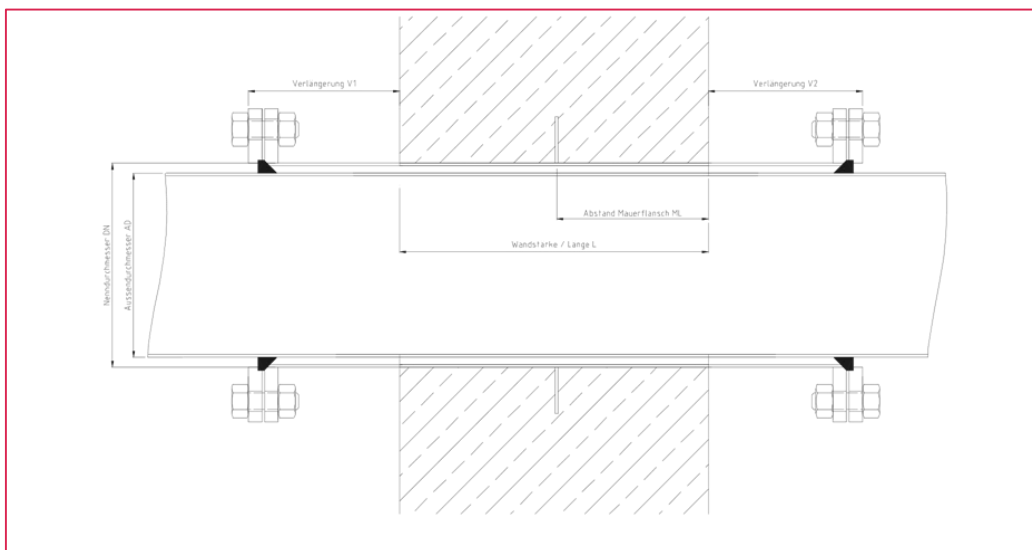 Verlängerung V1
Verlängerung V2
Abstand Mauerflansch ML
Wandstärke / Länge L
Nenndurchmesser DN
Aussendurchmesser AD